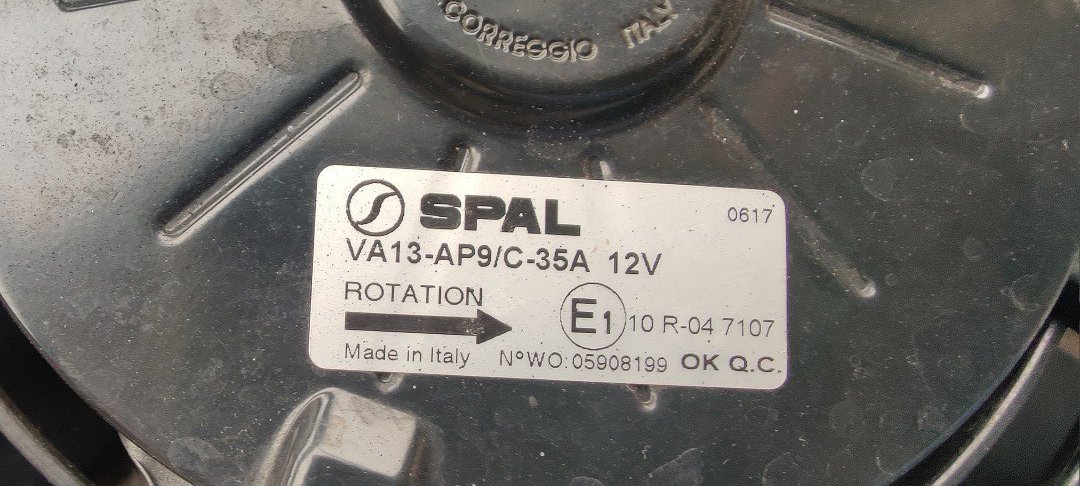 CORREGGIO ITALY
SPAL 0617
VA13-AP9/C-35A 12V
ROTATION
E1 10 R-04 7107
Made in Italy N°WO:05908199 OK Q.C.